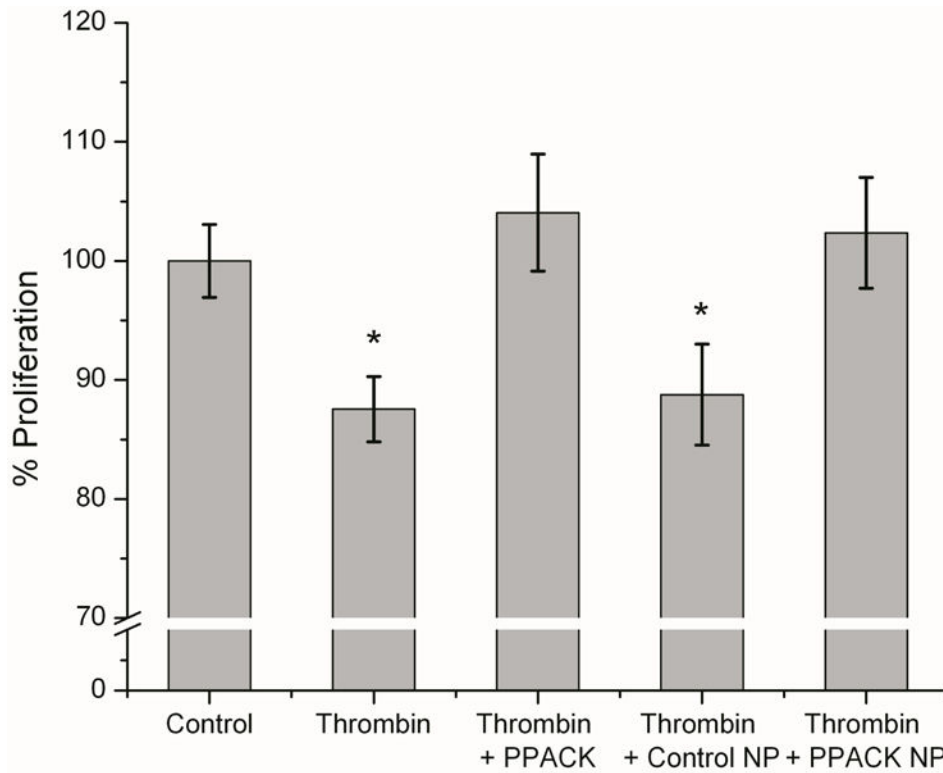 120
110
100
90
80
70
0
% Proliferation
*
*
Control
Thrombin
Thrombin
+ PPACK
Thrombin
+ Control NP
Thrombin
+ PPACK NP